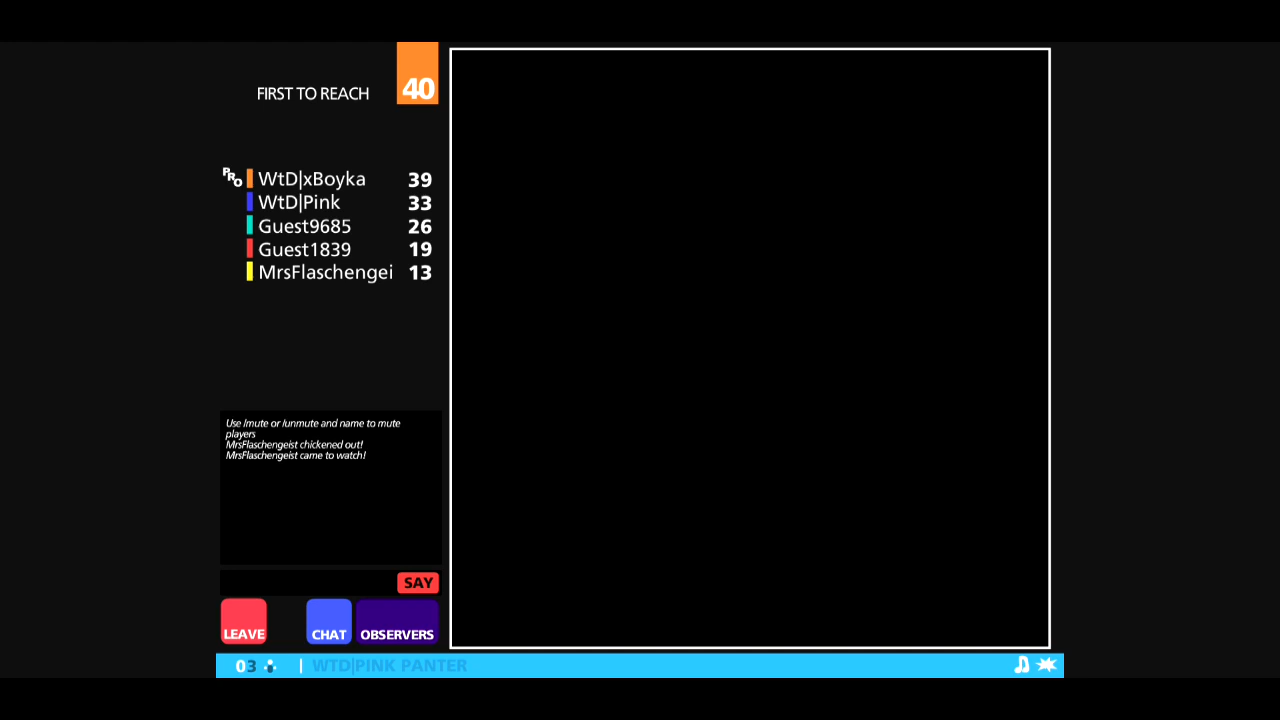 FIRST TO REACH 40
PRO WtD|xBoyka 39
WtD|Pink 33
Guest9685 26
Guest1839 19
MrsFlaschengei 13
Use /mute or /unmute and name to mute
players
MrsFlaschengeist chickened out!
MrsFlaschengeist came to watch!
SAY
LEAVE CHAT OBSERVERS
03 | WTD|PINK PANTER